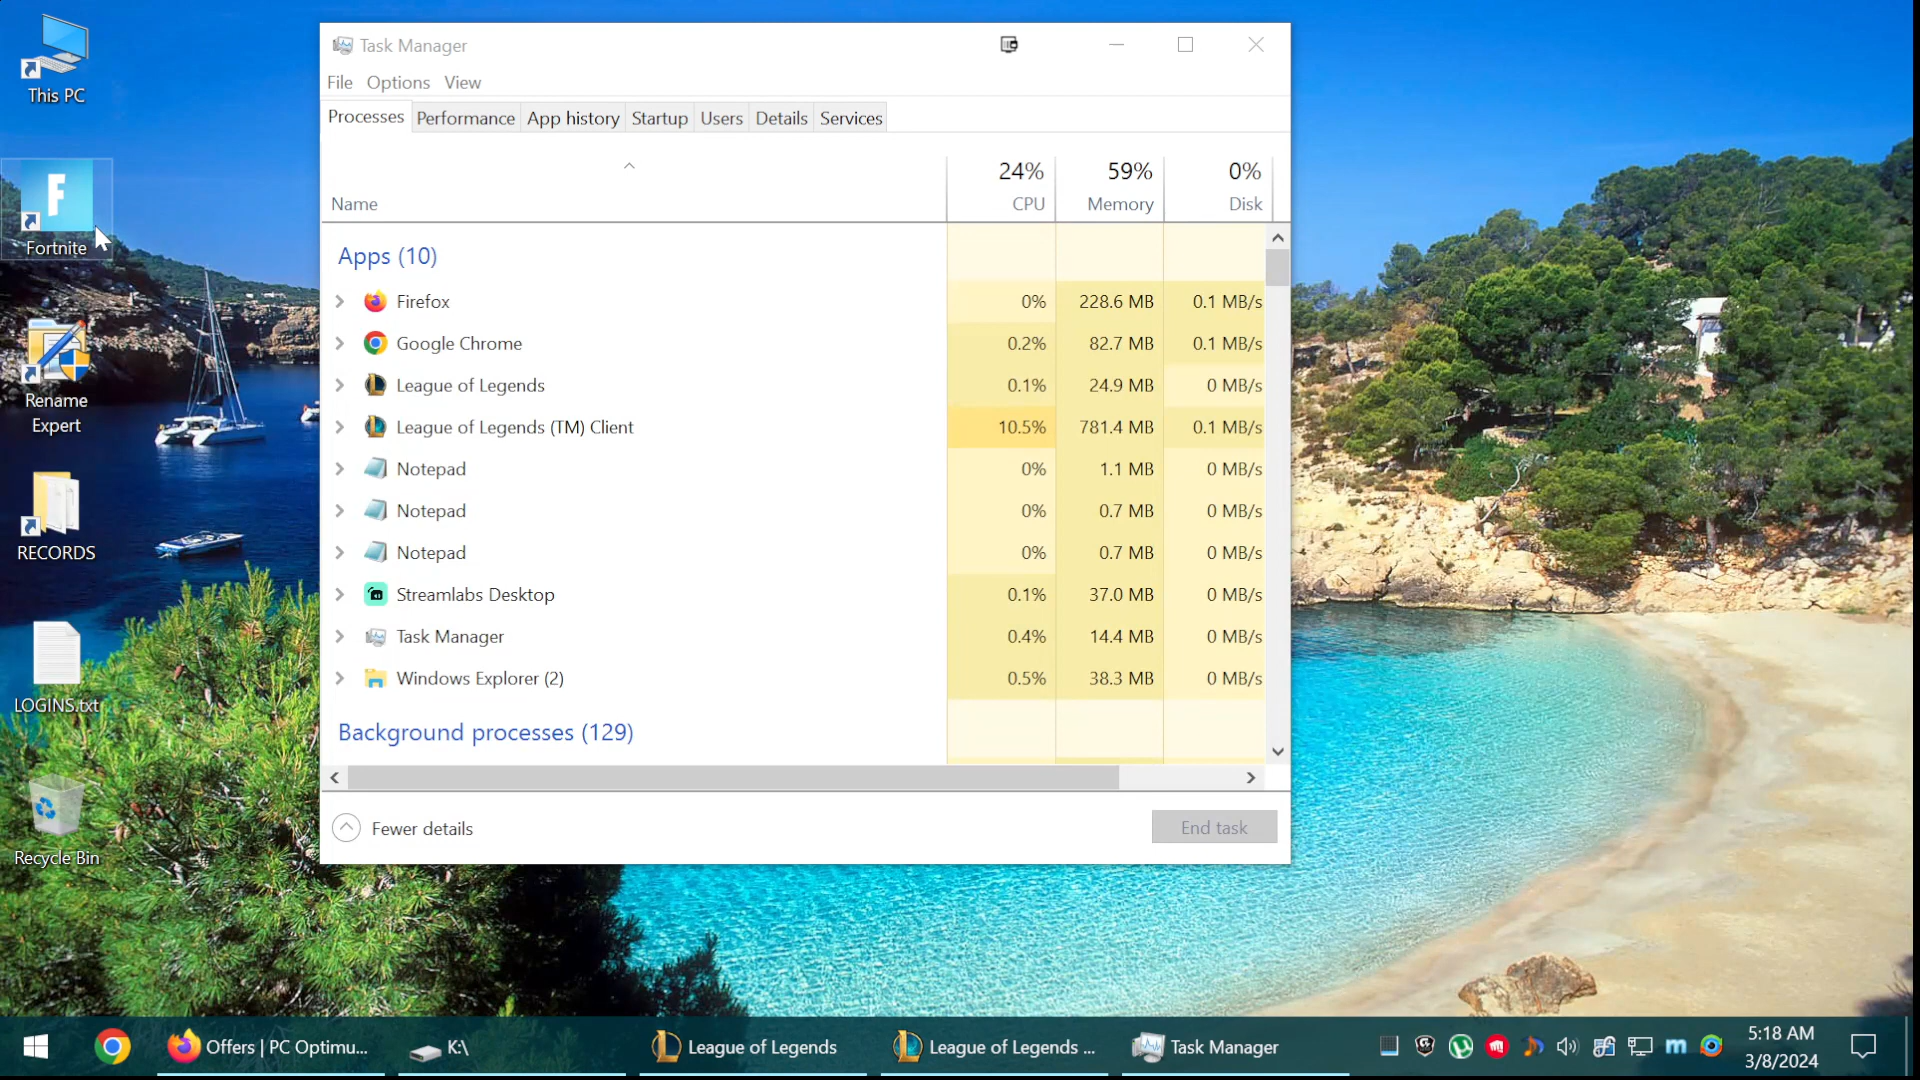 This PC
F
Fortnite
Rename
Expert
RECORDS
LOGINS.txt
Recycle Bin
Task Manager
File Options View
Processes Performance App history Startup Users Details Services
24% 59% 0%
Name CPU Memory Disk
Apps (10)
Firefox 0% 228.6 MB 0.1 MB/s
Google Chrome 0.2% 82.7 MB 0.1 MB/s
League of Legends 0.1% 24.9 MB 0 MB/s
League of Legends (TM) Client 10.5% 781.4 MB 0.1 MB/s
Notepad 0% 1.1 MB 0 MB/s
Notepad 0% 0.7 MB 0 MB/s
Notepad 0% 0.7 MB 0 MB/s
Streamlabs Desktop 0.1% 37.0 MB 0 MB/s
Task Manager 0.4% 14.4 MB 0 MB/s
Windows Explorer (2) 0.5% 38.3 MB 0 MB/s
Background processes (129)
Fewer details End task
Offers | PC Optimu... K:\ League of Legends League of Legends ... Task Manager m 5:18 AM
3/8/2024